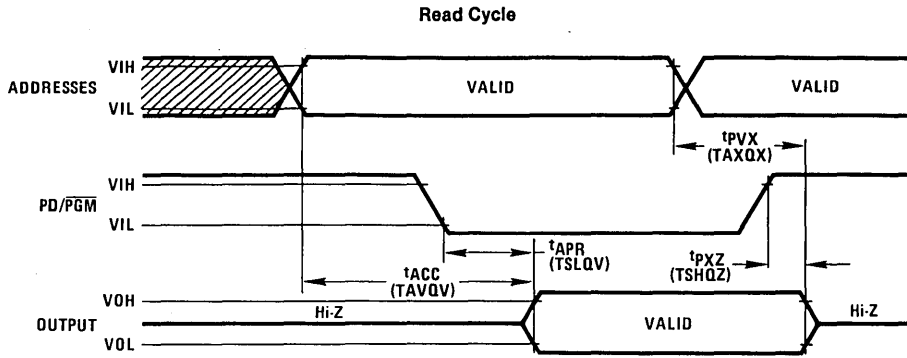 Read Cycle
VIH
ADDRESSES
VALID
VALID
VIL
tPVX
(TAXQX)
VIH
PD/PGM
VIL
tAPR
(TSLQV)
tPXZ
(TSHQZ)
tACC
(TAVQV)
VOH
Hi-Z
OUTPUT
VALID
Hi-Z
VOL